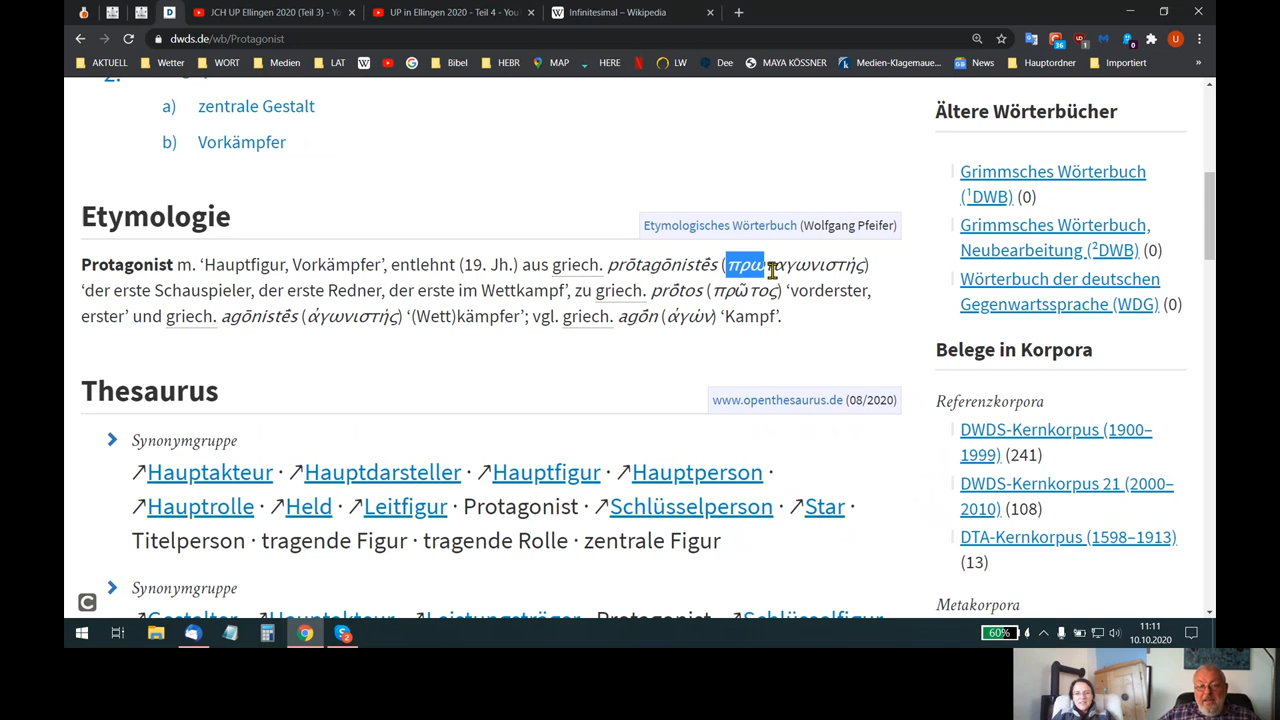 JCH UP Ellingen 2020 (Teil 3) - Yo
UP in Ellingen 2020 - Teil 4 - You
Infinitesimal – Wikipedia
dwds.de/wb/Protagonist
AKTUELL Wetter WORT Medien LAT Bibel HEBR MAP HERE LW Dee MAYA KÖSSNER Medien-Klagemaue... News Hauptordner Importiert
2.
a) zentrale Gestalt
b) Vorkämpfer
Etymologie
Etymologisches Wörterbuch (Wolfgang Pfeifer)
Protagonist m. ‘Hauptfigur, Vorkämpfer’, entlehnt (19. Jh.) aus griech. prōtagōnistḗs (πρωταγωνιστής)
‘der erste Schauspieler, der erste Redner, der erste im Wettkampf’, zu griech. prṓtos (πρῶτος) ‘vorderster,
erster’ und griech. agōnistḗs (ἀγωνιστής) ‘(Wett)kämpfer’; vgl. griech. agṓn (ἀγών) ‘Kampf’.
Thesaurus
www.openthesaurus.de (08/2020)
Synonymgruppe
↗Hauptakteur · ↗Hauptdarsteller · ↗Hauptfigur · ↗Hauptperson ·
↗Hauptrolle · ↗Held · ↗Leitfigur · Protagonist · ↗Schlüsselperson · ↗Star ·
Titelperson · tragende Figur · tragende Rolle · zentrale Figur
Synonymgruppe
↗Gestalter · ↗Hauptakteur · ↗Leistungsträger · Protagonist · ↗Schlüsselfigur
Ältere Wörterbücher
Grimmsches Wörterbuch
(¹DWB) (0)
Grimmsches Wörterbuch,
Neubearbeitung (²DWB) (0)
Wörterbuch der deutschen
Gegenwartssprache (WDG) (0)
Belege in Korpora
Referenzkorpora
DWDS-Kernkorpus (1900–
1999) (241)
DWDS-Kernkorpus 21 (2000–
2010) (108)
DTA-Kernkorpus (1598–1913)
(13)
Metakorpora
60%
11:11
10.10.2020